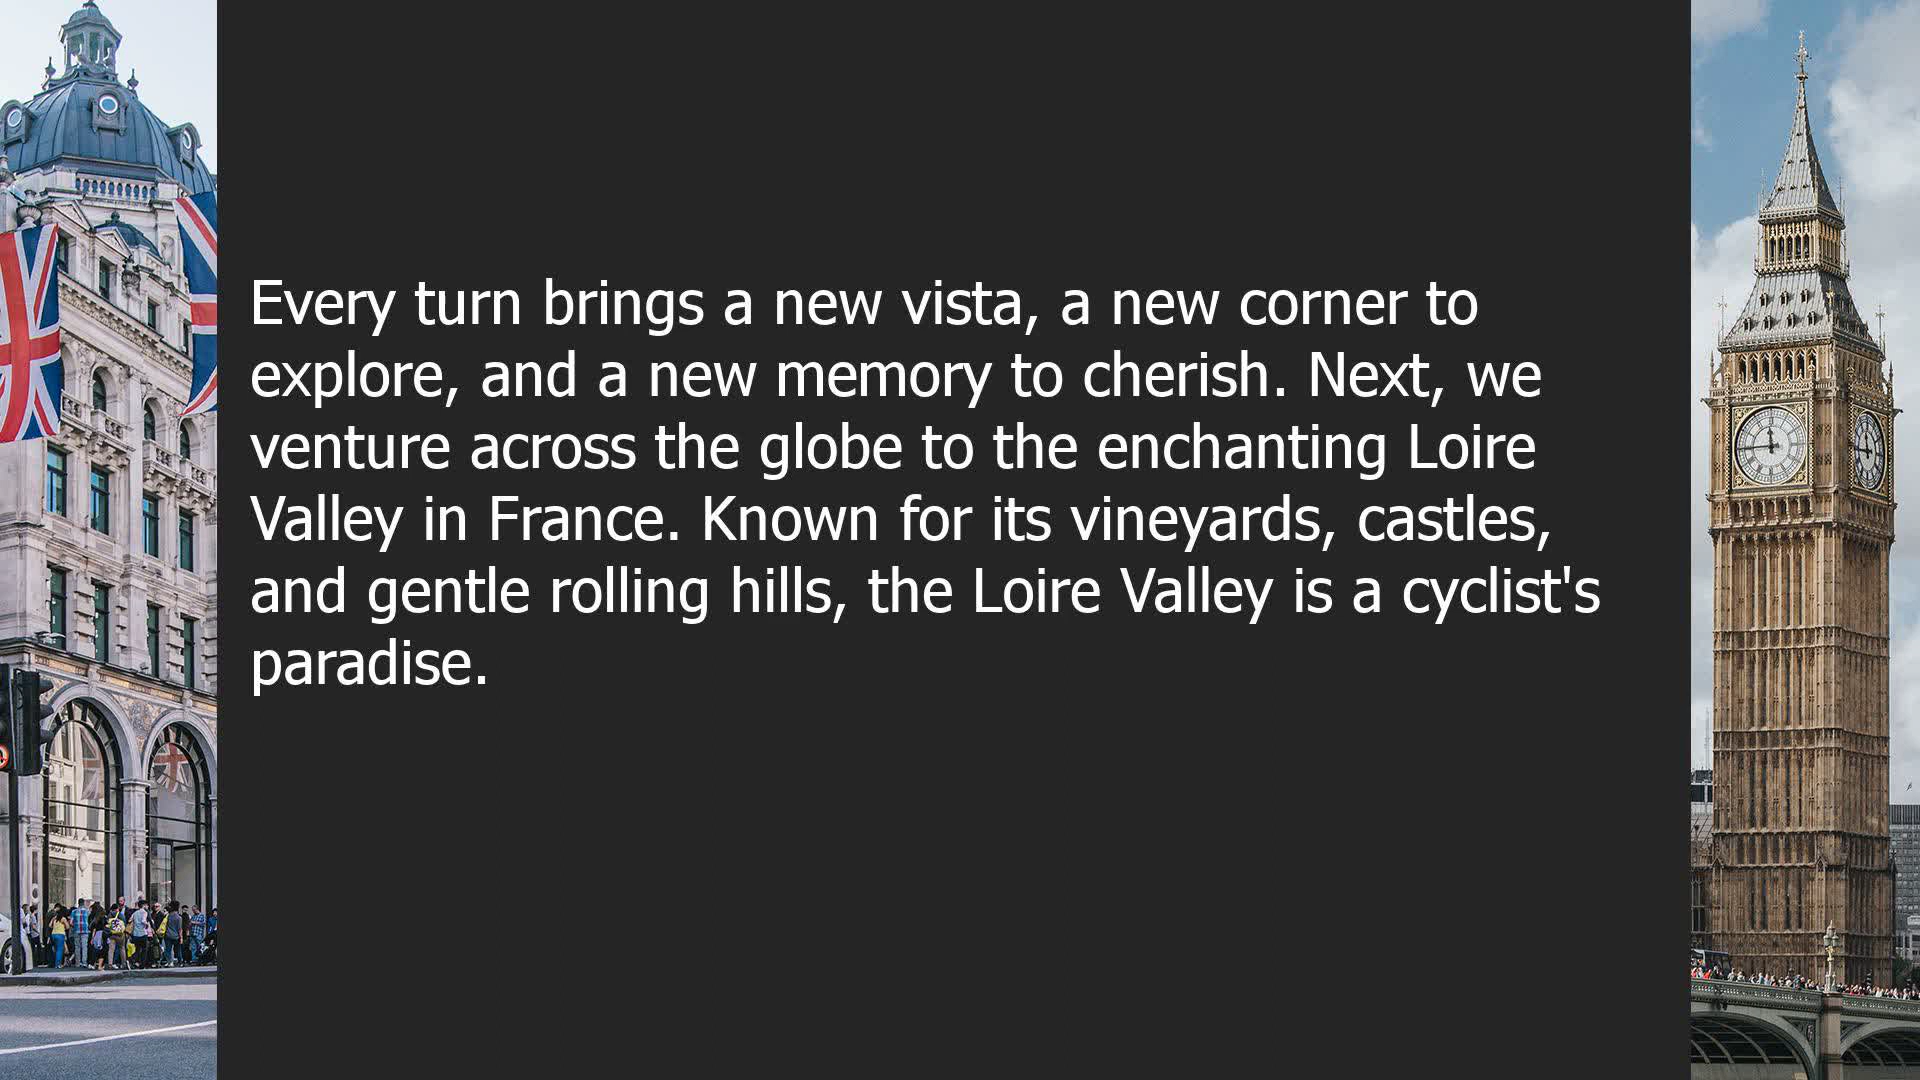 Every turn brings a new vista, a new corner to
explore, and a new memory to cherish. Next, we
venture across the globe to the enchanting Loire
Valley in France. Known for its vineyards, castles,
and gentle rolling hills, the Loire Valley is a cyclist's
paradise.